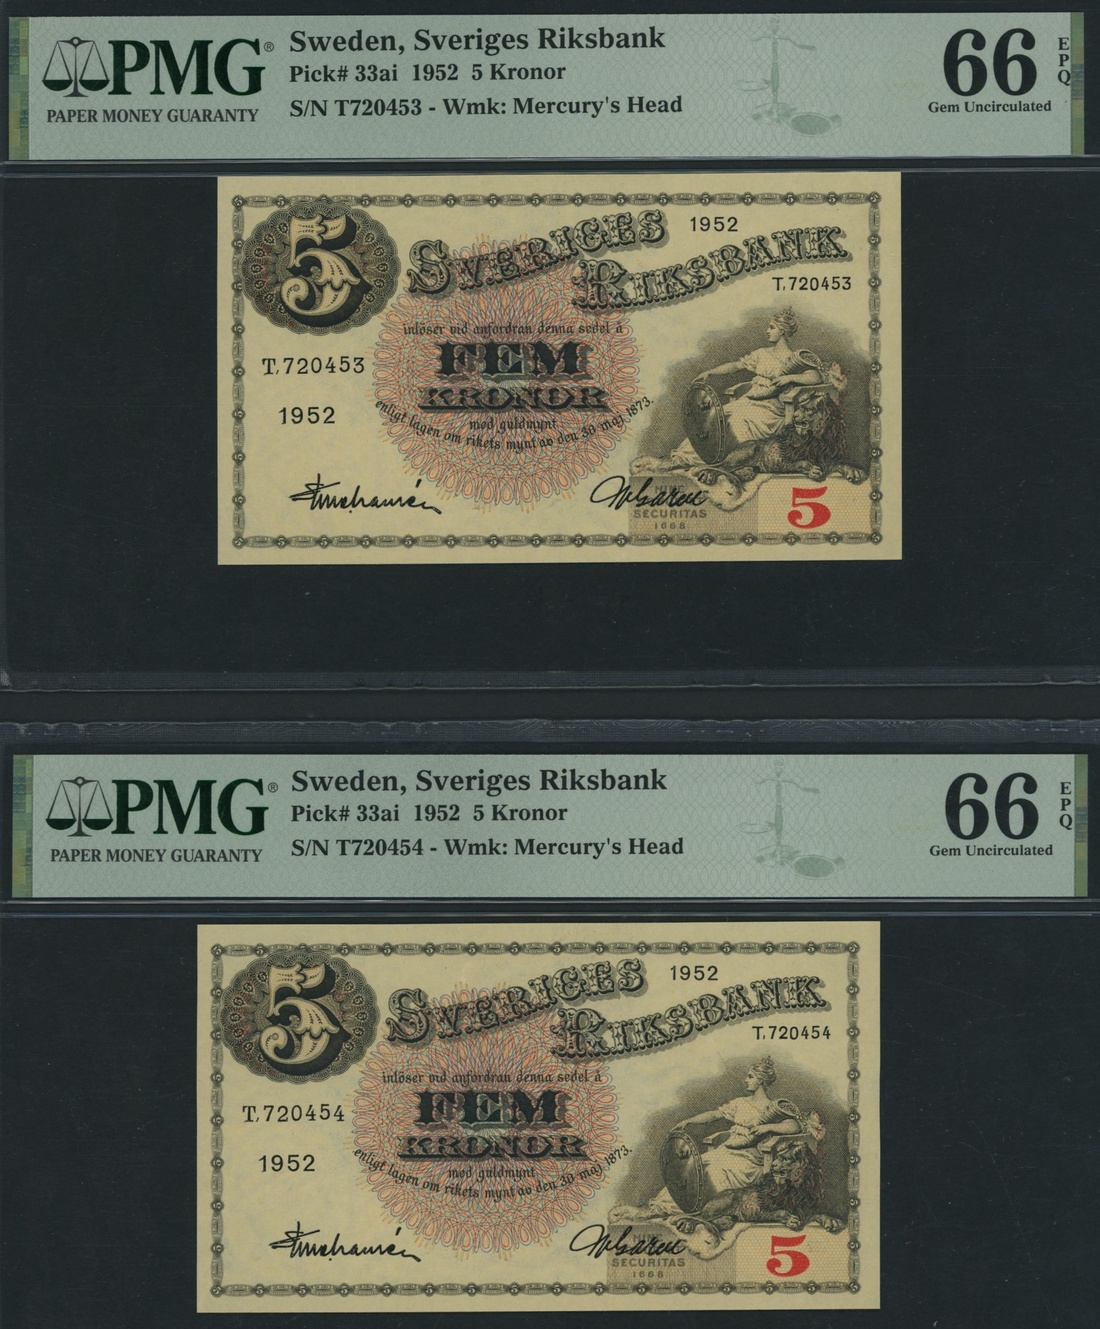 PMG®
PAPER MONEY GUARANTY
Sweden, Sveriges Riksbank
Pick# 33ai 1952 5 Kronor
S/N T720453 - Wmk: Mercury's Head
66 EPQ
Gem Uncirculated
5
SVERIGES
1952
RIKSBANK
T,720453
inlöser vid anfordran denna sedel å
T,720453
FEM
KRONOR
1952
med guldmynt
enligt lagen om rikets mynt av den 30 maj 1873.
HINC
SECURITAS
1668
5
PMG®
PAPER MONEY GUARANTY
Sweden, Sveriges Riksbank
Pick# 33ai 1952 5 Kronor
S/N T720454 - Wmk: Mercury's Head
66 EPQ
Gem Uncirculated
5
SVERIGES
1952
RIKSBANK
T,720454
inlöser vid anfordran denna sedel å
T,720454
FEM
KRONOR
1952
med guldmynt
enligt lagen om rikets mynt av den 30 maj 1873.
HINC
SECURITAS
1668
5